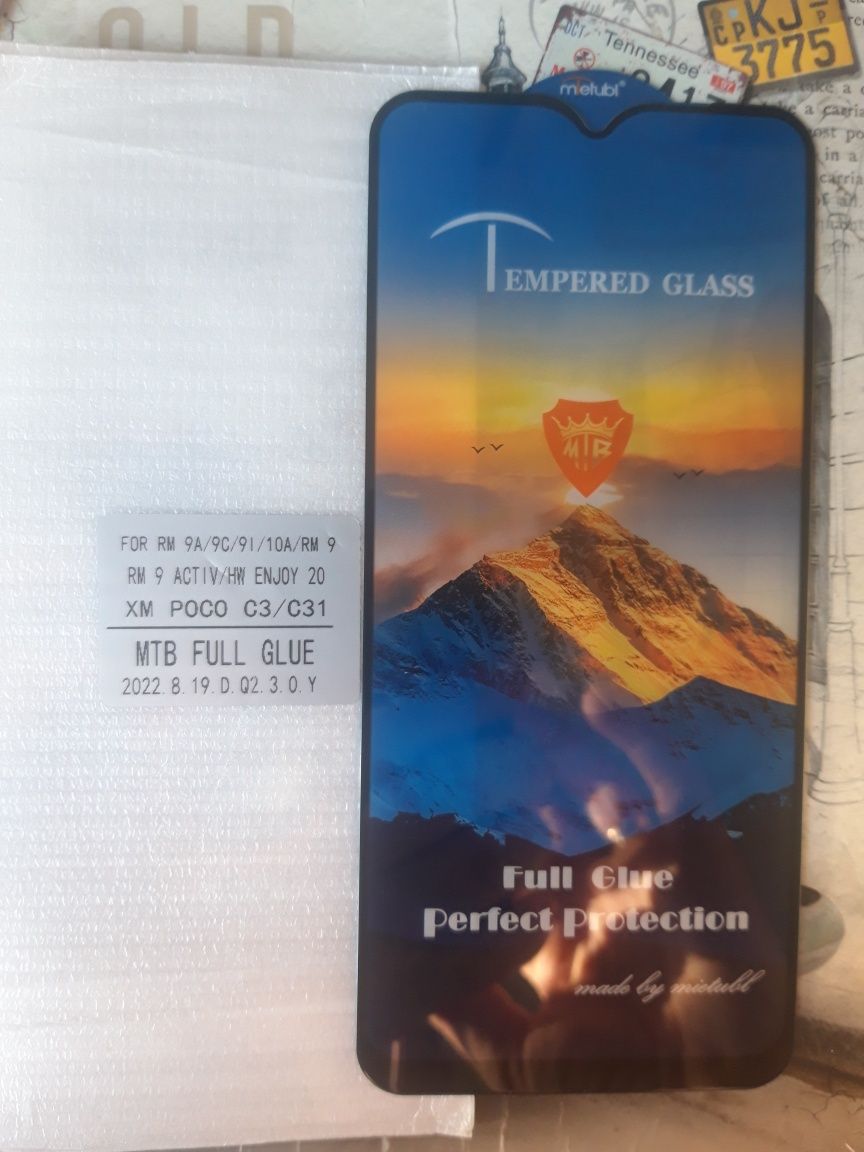 OLD
OCT Tennessee
CP KJ P
3775
mietubl
TEMPERED GLASS
MTB
FOR RM 9A/9C/9I/10A/RM 9
RM 9 ACTIV/HW ENJOY 20
XM POCO C3/C31
MTB FULL GLUE
2022.8.19.D.Q2.3.0.Y
Full Glue
Perfect Protection
made by mietubl